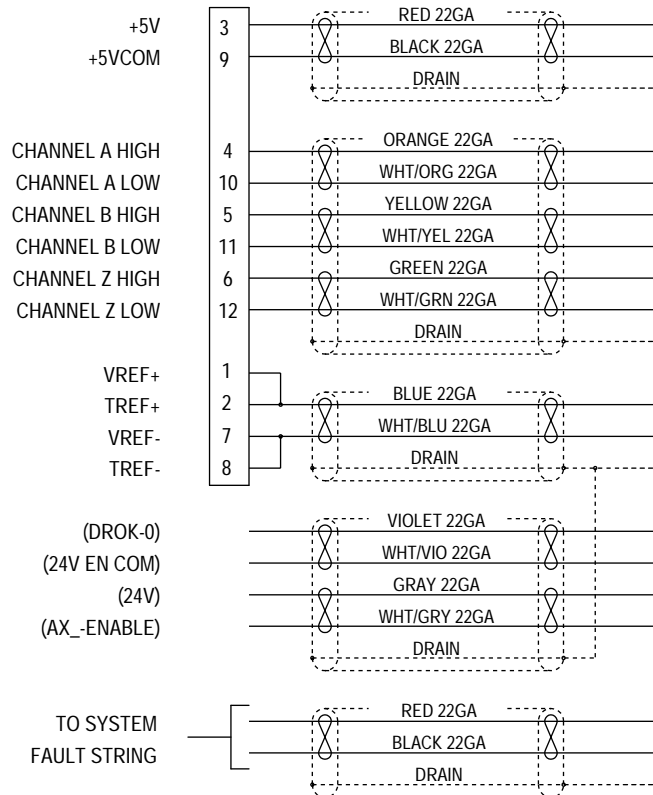 +5V 3 RED 22GA
+5VCOM 9 BLACK 22GA
DRAIN
CHANNEL A HIGH 4 ORANGE 22GA
CHANNEL A LOW 10 WHT/ORG 22GA
CHANNEL B HIGH 5 YELLOW 22GA
CHANNEL B LOW 11 WHT/YEL 22GA
CHANNEL Z HIGH 6 GREEN 22GA
CHANNEL Z LOW 12 WHT/GRN 22GA
DRAIN
VREF+ 1
TREF+ 2 BLUE 22GA
VREF- 7 WHT/BLU 22GA
TREF- 8 DRAIN
(DROK-0) VIOLET 22GA
(24V EN COM) WHT/VIO 22GA
(24V) GRAY 22GA
(AX_-ENABLE) WHT/GRY 22GA
DRAIN
TO SYSTEM RED 22GA
FAULT STRING BLACK 22GA
DRAIN